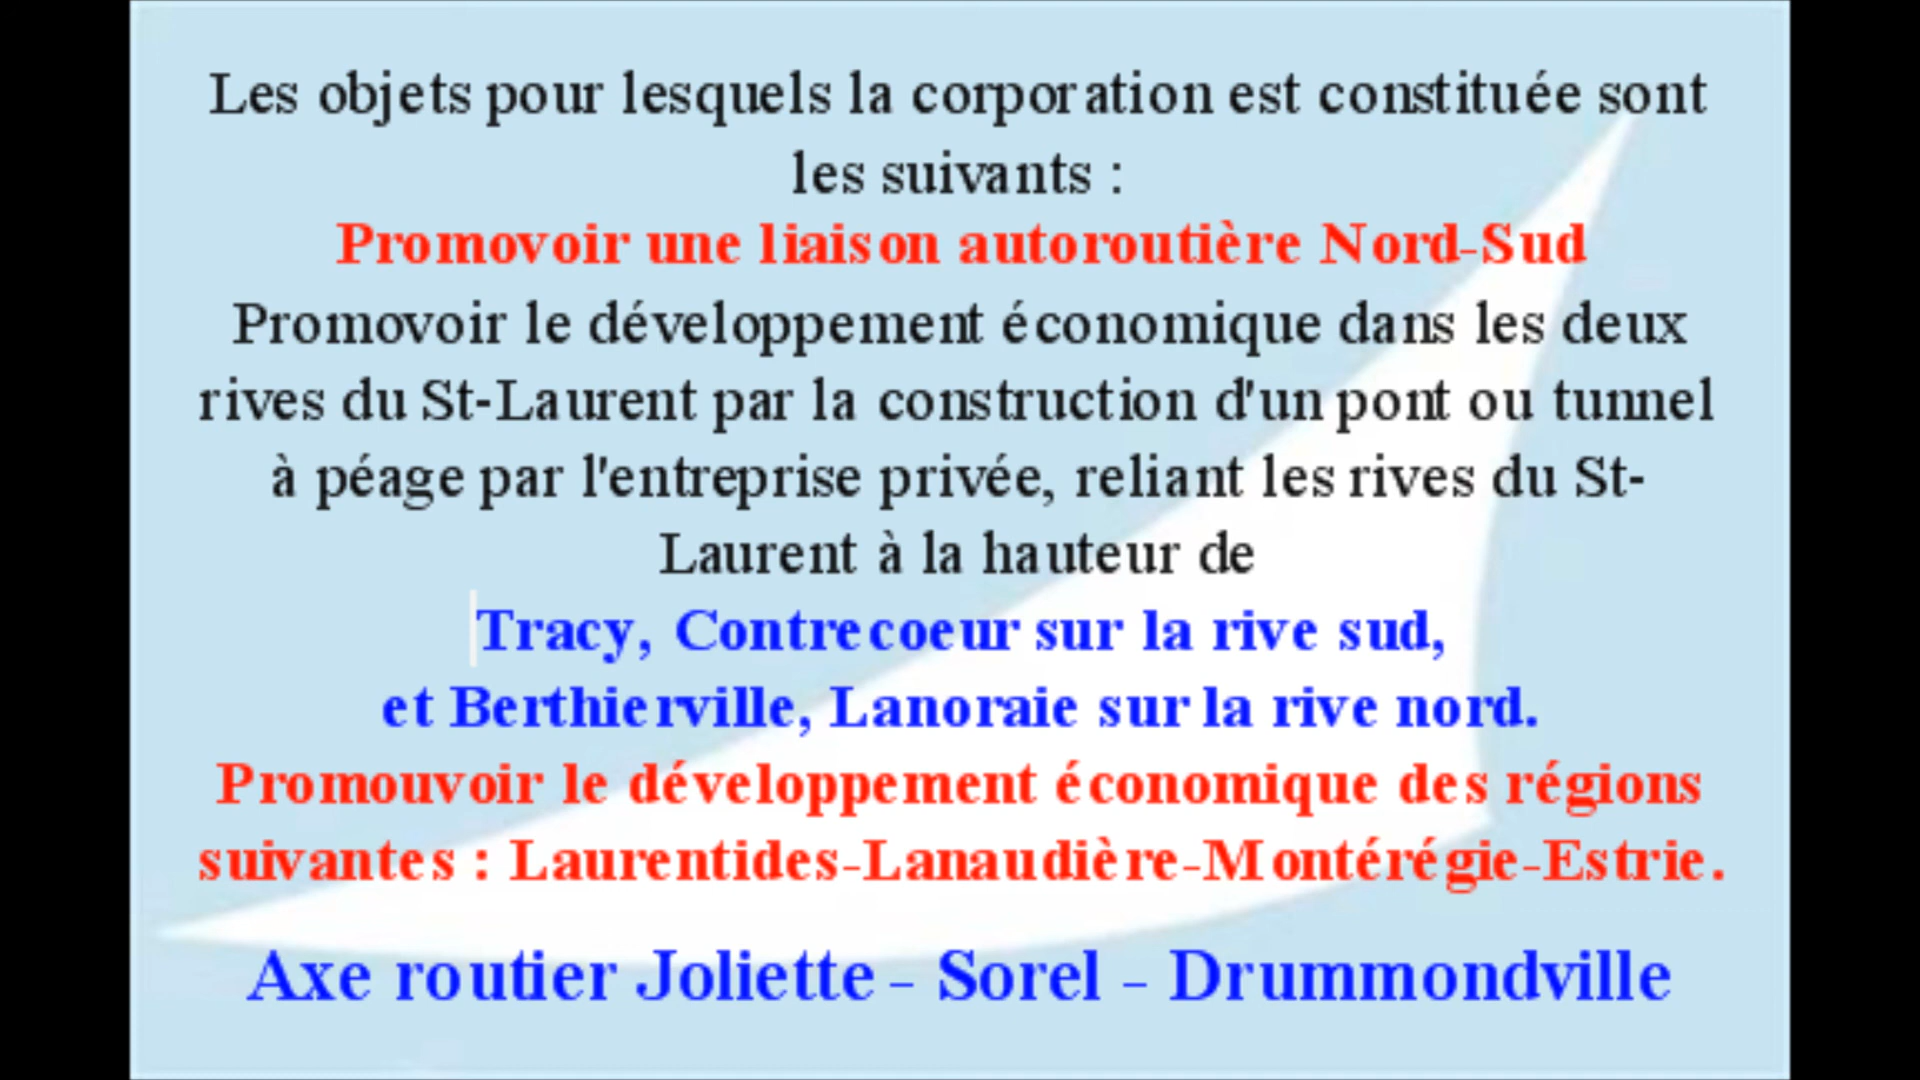 Les objets pour lesquels la corporation est constituée sont
les suivants :
Promovoir une liaison autoroutière Nord-Sud
Promovoir le développement économique dans les deux
rives du St-Laurent par la construction d'un pont ou tunnel
à péage par l'entreprise privée, reliant les rives du St-
Laurent à la hauteur de
Tracy, Contrecoeur sur la rive sud,
et Berthierville, Lanoraie sur la rive nord.
Promouvoir le développement économique des régions
suivantes : Laurentides-Lanaudière-Montérégie-Estrie.
Axe routier Joliette - Sorel - Drummondville